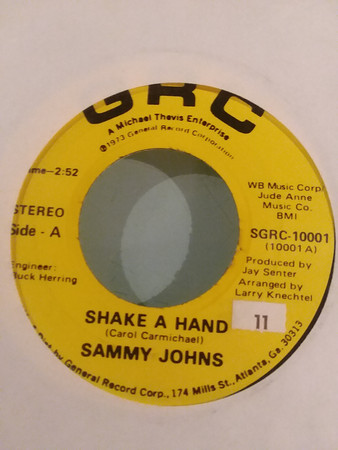 GRC
A Michael Thevis Enterprise
℗1973 General Record Corporation
me-2:52
STEREO
Side - A
Engineer:
Buck Herring
WB Music Corp/
Jude Anne
Music Co.
BMI
SGRC-10001
(10001 A)
Produced by
Jay Senter
Arranged by
Larry Knechtel
SHAKE A HAND
11
(Carol Carmichael)
SAMMY JOHNS
by General Record Corp., 174 Mills St., Atlanta, Ga. 30313